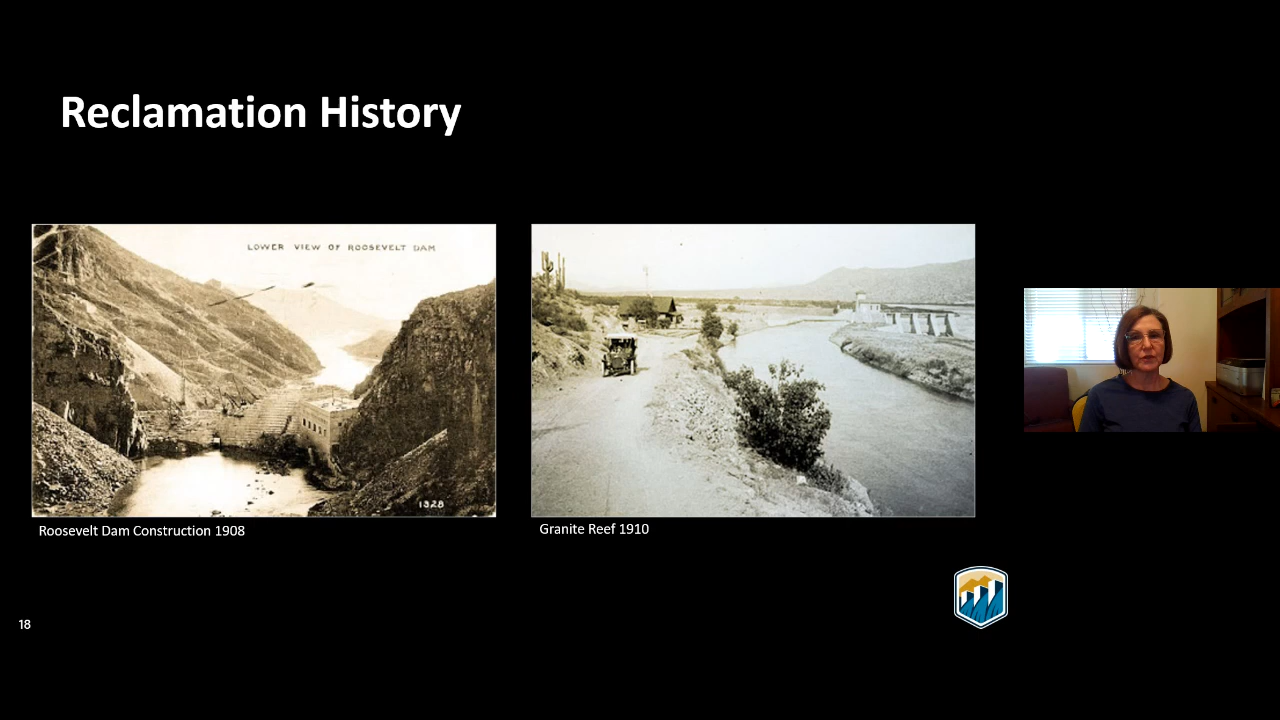 Reclamation History
LOWER VIEW OF ROOSEVELT DAM
1328
Roosevelt Dam Construction 1908
Granite Reef 1910
18